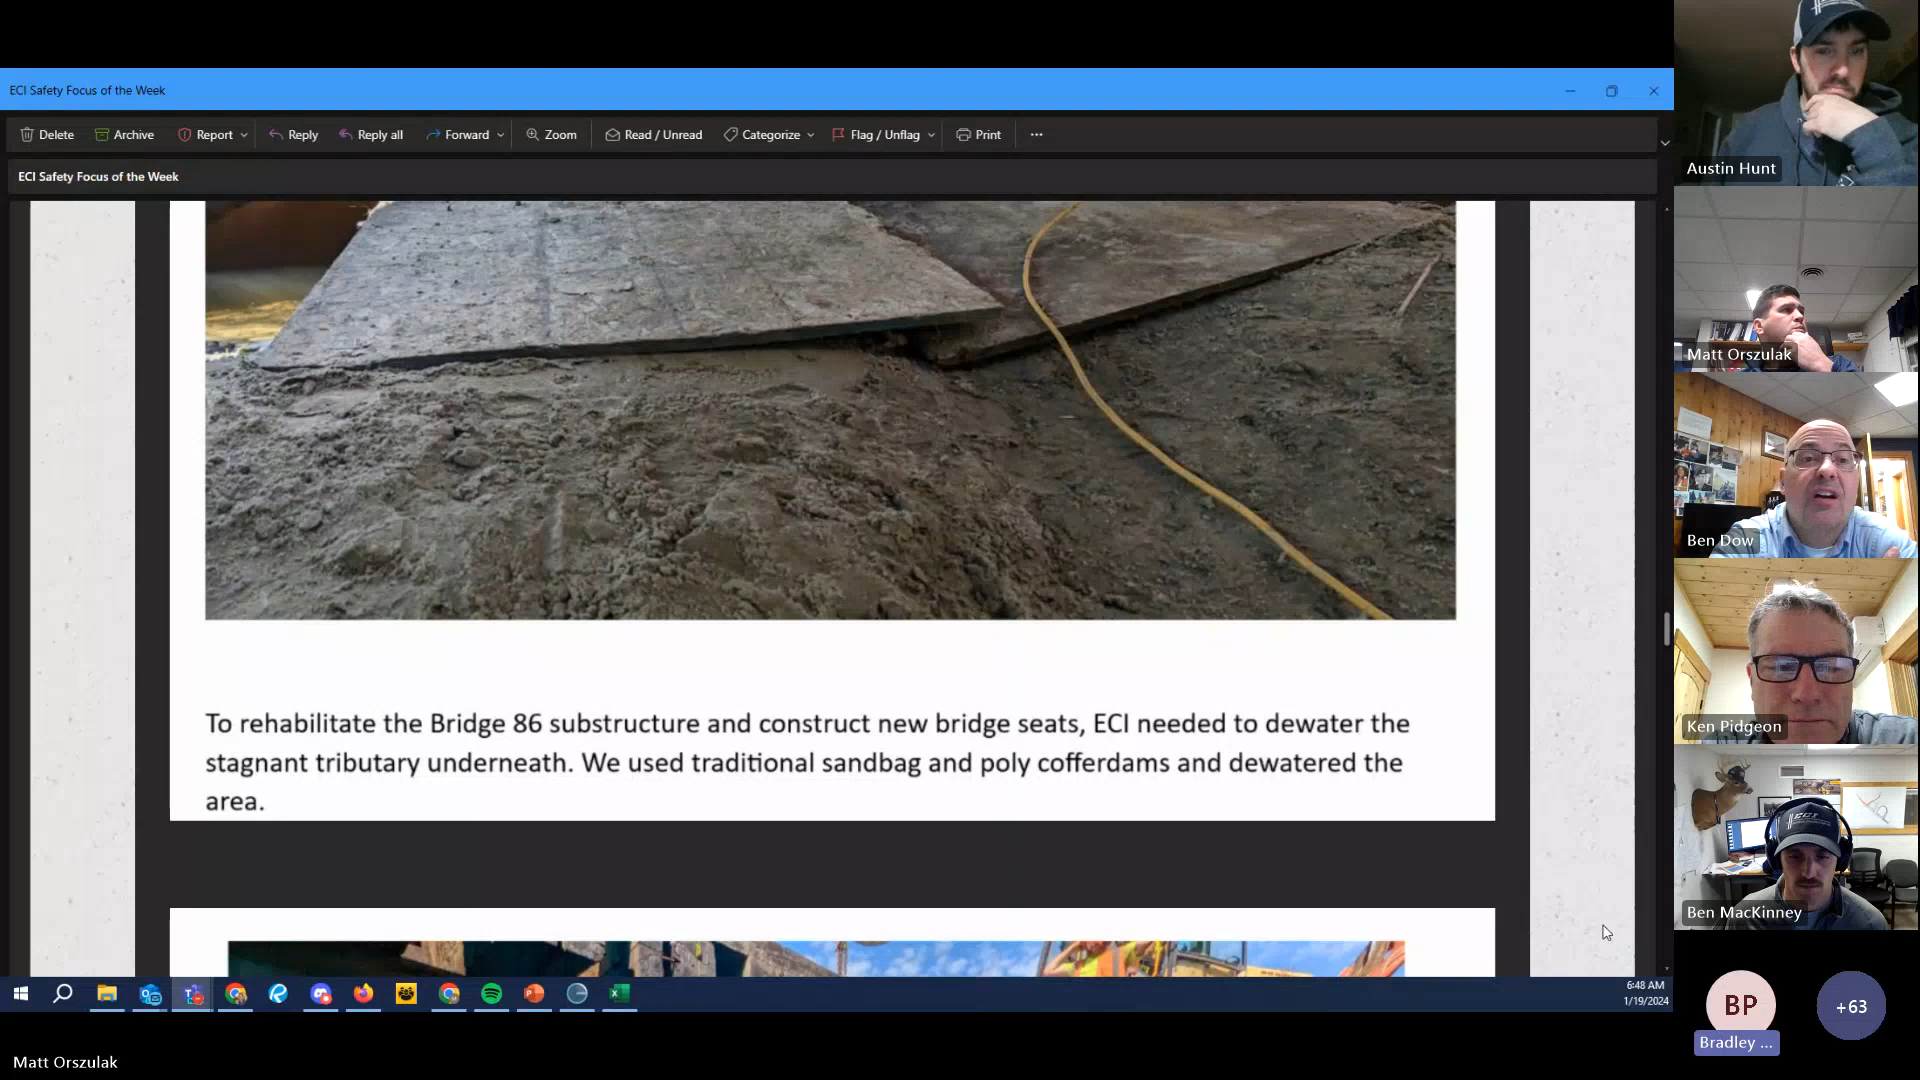 ECI Safety Focus of the Week
Delete
Archive
Report
Reply
Reply all
Forward
Zoom
Read / Unread
Categorize
Flag / Unflag
Print
ECI Safety Focus of the Week
To rehabilitate the Bridge 86 substructure and construct new bridge seats, ECI needed to dewater the
stagnant tributary underneath. We used traditional sandbag and poly cofferdams and dewatered the
area.
6:48 AM
1/19/2024
Matt Orszulak
Austin Hunt
Matt Orszulak
Ben Dow
Ken Pidgeon
ECI
Ben MacKinney
BP
Bradley ...
+63